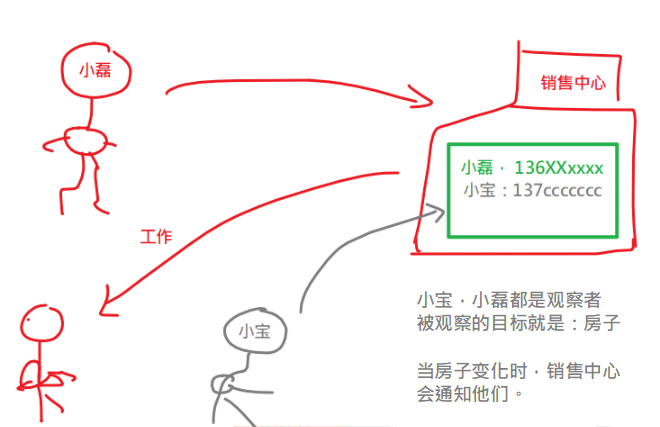 小磊
销售中心
小磊. 136XXxxxx
小宝：137ccccccc
工作
小宝
小宝．小磊都是观察者
被观察的目标就是：房子
当房子变化时．销售中心
会通知他们。